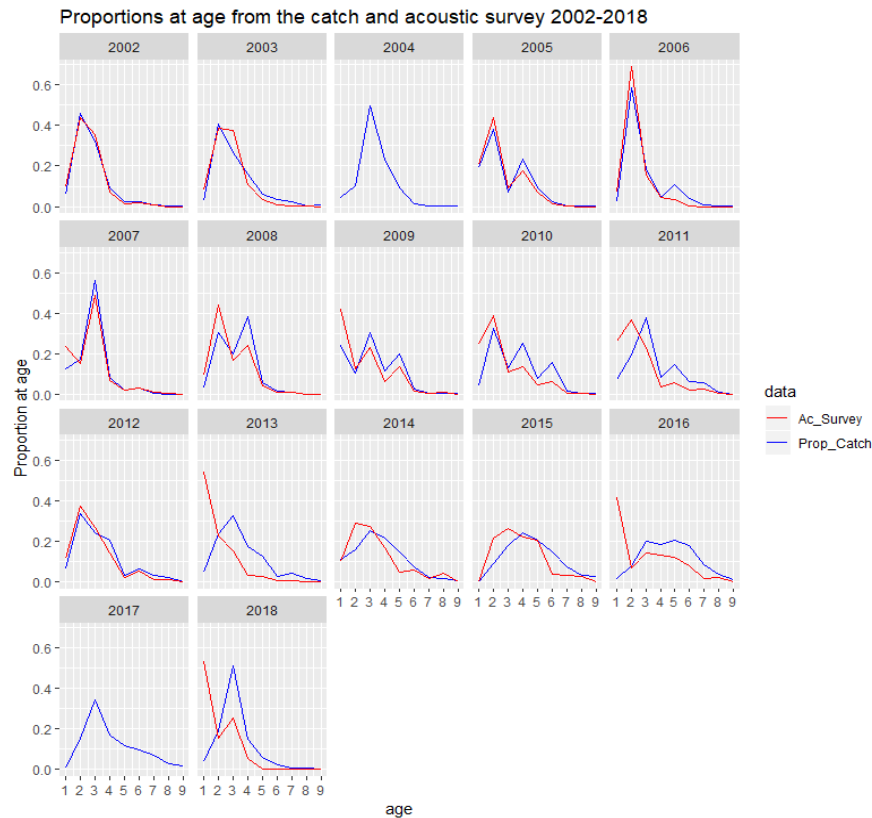 Proportions at age from the catch and acoustic survey 2002-2018
2002 2003 2004 2005 2006
0.6
0.4
0.2
0.0
2007 2008 2009 2010 2011
0.6
0.4
0.2
0.0
2012 2013 2014 2015 2016
0.6
0.4
0.2
0.0
1 2 3 4 5 6 7 8 9 1 2 3 4 5 6 7 8 9 1 2 3 4 5 6 7 8 9
2017 2018
0.6
0.4
0.2
0.0
1 2 3 4 5 6 7 8 9 1 2 3 4 5 6 7 8 9
age
Proportion at age
data
Ac_Survey
Prop_Catch